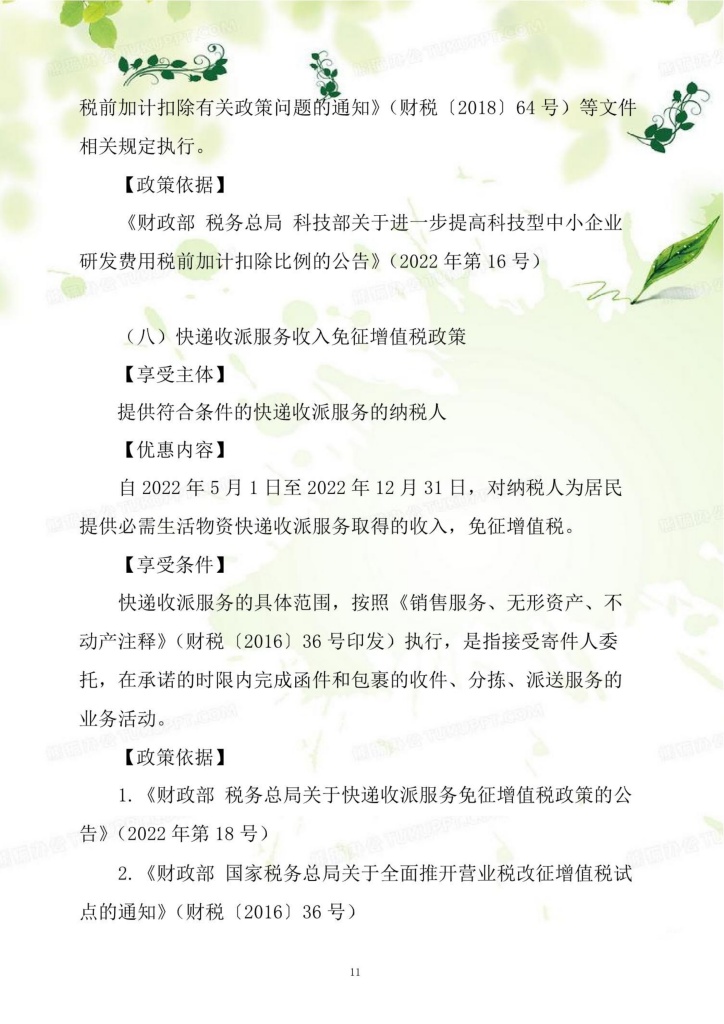 税前加计扣除有关政策问题的通知》（财税〔2018〕64 号）等文件
相关规定执行。
【政策依据】
《财政部 税务总局 科技部关于进一步提高科技型中小企业
研发费用税前加计扣除比例的公告》（2022 年第 16 号）
（八）快递收派服务收入免征增值税政策
【享受主体】
提供符合条件的快递收派服务的纳税人
【优惠内容】
自 2022 年 5 月 1 日至 2022 年 12 月 31 日，对纳税人为居民
提供必需生活物资快递收派服务取得的收入，免征增值税。
【享受条件】
快递收派服务的具体范围，按照《销售服务、无形资产、不
动产注释》（财税〔2016〕36 号印发）执行，是指接受寄件人委
托，在承诺的时限内完成函件和包裹的收件、分拣、派送服务的
业务活动。
【政策依据】
1.《财政部 税务总局关于快递收派服务免征增值税政策的公
告》（2022 年第 18 号）
2.《财政部 国家税务总局关于全面推开营业税改征增值税试
点的通知》（财税〔2016〕36 号）
11